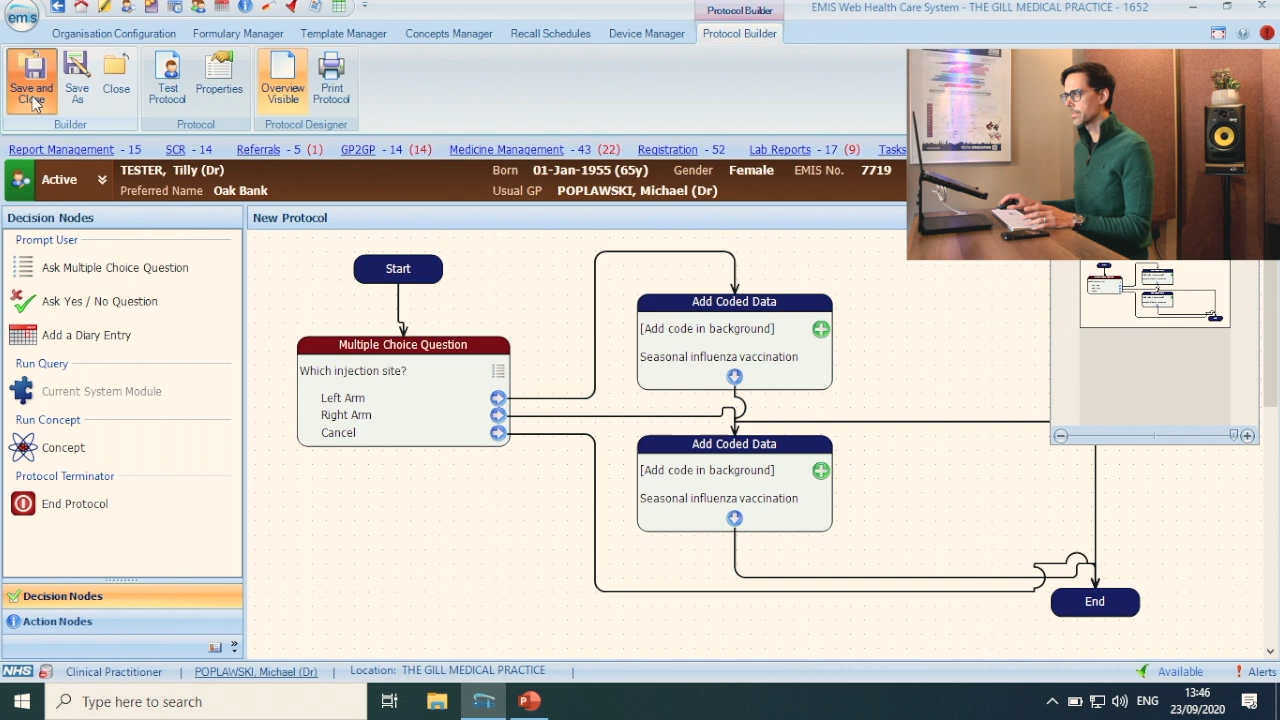 emis
Protocol Builder
EMIS Web Health Care System - THE GILL MEDICAL PRACTICE - 1652
Organisation Configuration
Formulary Manager
Template Manager
Concepts Manager
Recall Schedules
Device Manager
Protocol Builder
Save and Close
Save As
Close
Test Protocol
Properties
Overview Visible
Print Protocol
Builder
Protocol
Protocol Designer
Report Management - 15
SCR - 14
Referrals - 5 (1)
GP2GP - 14 (14)
Medicine Management - 43 (22)
Registration - 52
Lab Reports - 17 (9)
Tasks
Active
TESTER, Tilly (Dr)
Born 01-Jan-1955 (65y)
Gender Female
EMIS No. 7719
Preferred Name Oak Bank
Usual GP POPLAWSKI, Michael (Dr)
Decision Nodes
New Protocol
Prompt User
Ask Multiple Choice Question
Ask Yes / No Question
Add a Diary Entry
Run Query
Current System Module
Run Concept
Concept
Protocol Terminator
End Protocol
Decision Nodes
Action Nodes
Start
Multiple Choice Question
Which injection site?
Left Arm
Right Arm
Cancel
Add Coded Data
[Add code in background]
Seasonal influenza vaccination
Add Coded Data
[Add code in background]
Seasonal influenza vaccination
End
NHS
Clinical Practitioner
POPLAWSKI, Michael (Dr)
Location: THE GILL MEDICAL PRACTICE
Available
Alerts
Type here to search
ENG
13:46
23/09/2020